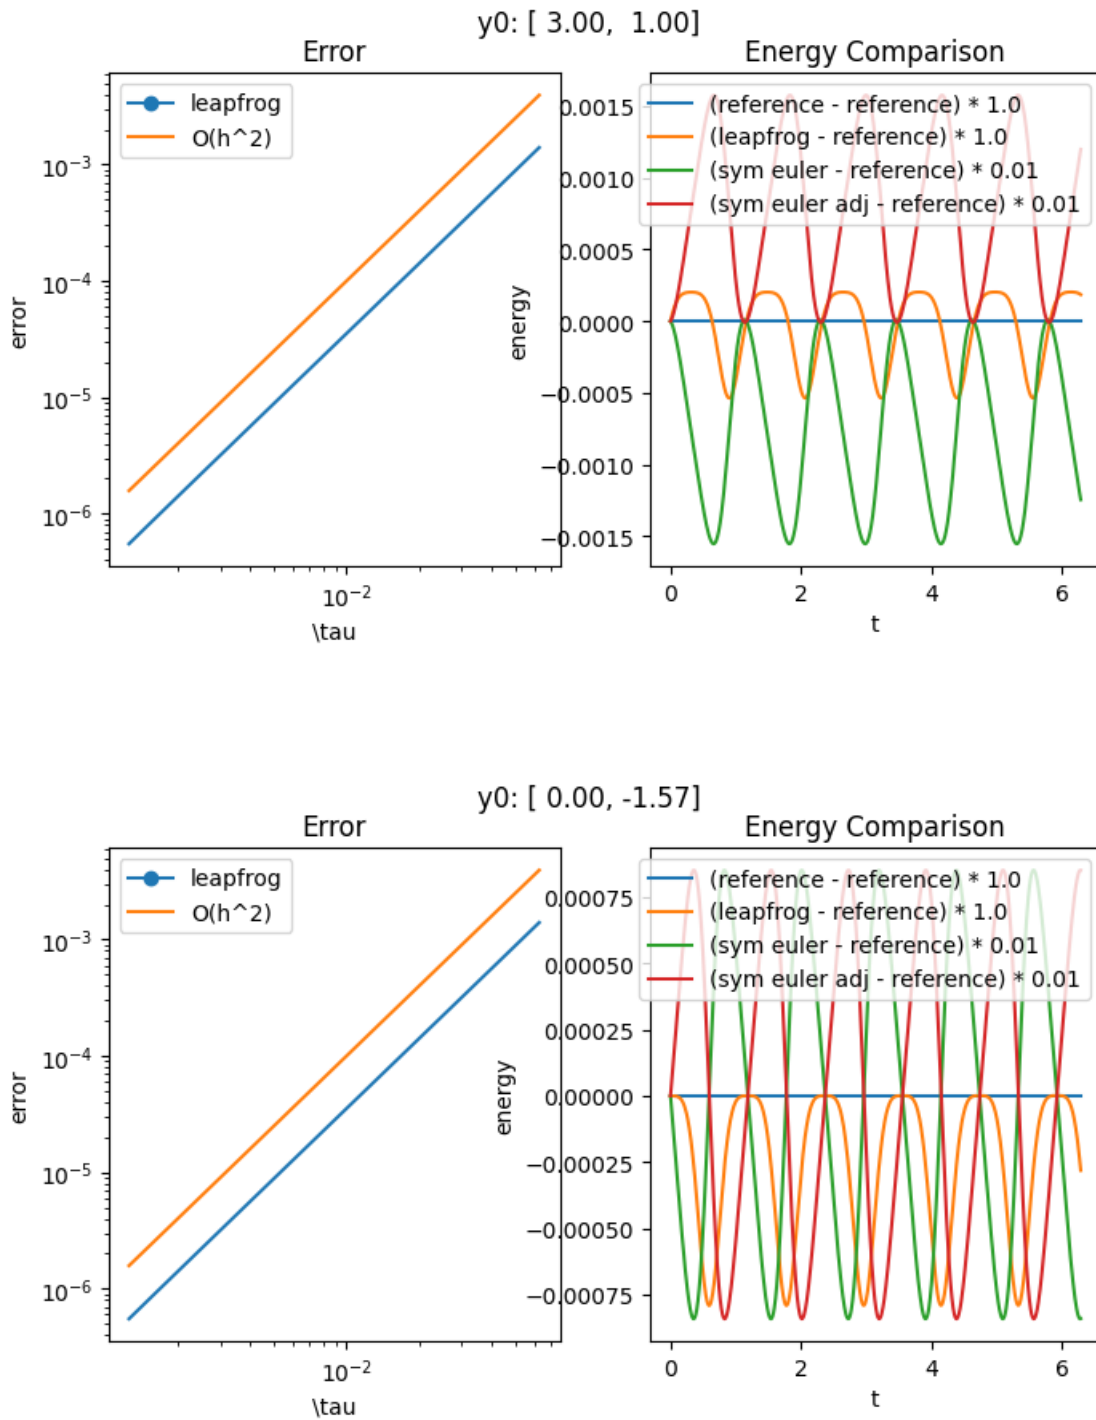 y0: [ 3.00,  1.00]
Error
leapfrog
O(h^2)
10^-3
10^-4
10^-5
10^-6
error
10^-2
\tau
Energy Comparison
(reference - reference) * 1.0
(leapfrog - reference) * 1.0
(sym euler - reference) * 0.01
(sym euler adj - reference) * 0.01
0.0015
0.0010
0.0005
0.0000
−0.0005
−0.0010
−0.0015
energy
0 2 4 6
t
y0: [ 0.00, -1.57]
Error
leapfrog
O(h^2)
10^-3
10^-4
10^-5
10^-6
error
10^-2
\tau
Energy Comparison
(reference - reference) * 1.0
(leapfrog - reference) * 1.0
(sym euler - reference) * 0.01
(sym euler adj - reference) * 0.01
0.00075
0.00050
0.00025
0.00000
−0.00025
−0.00050
−0.00075
energy
0 2 4 6
t